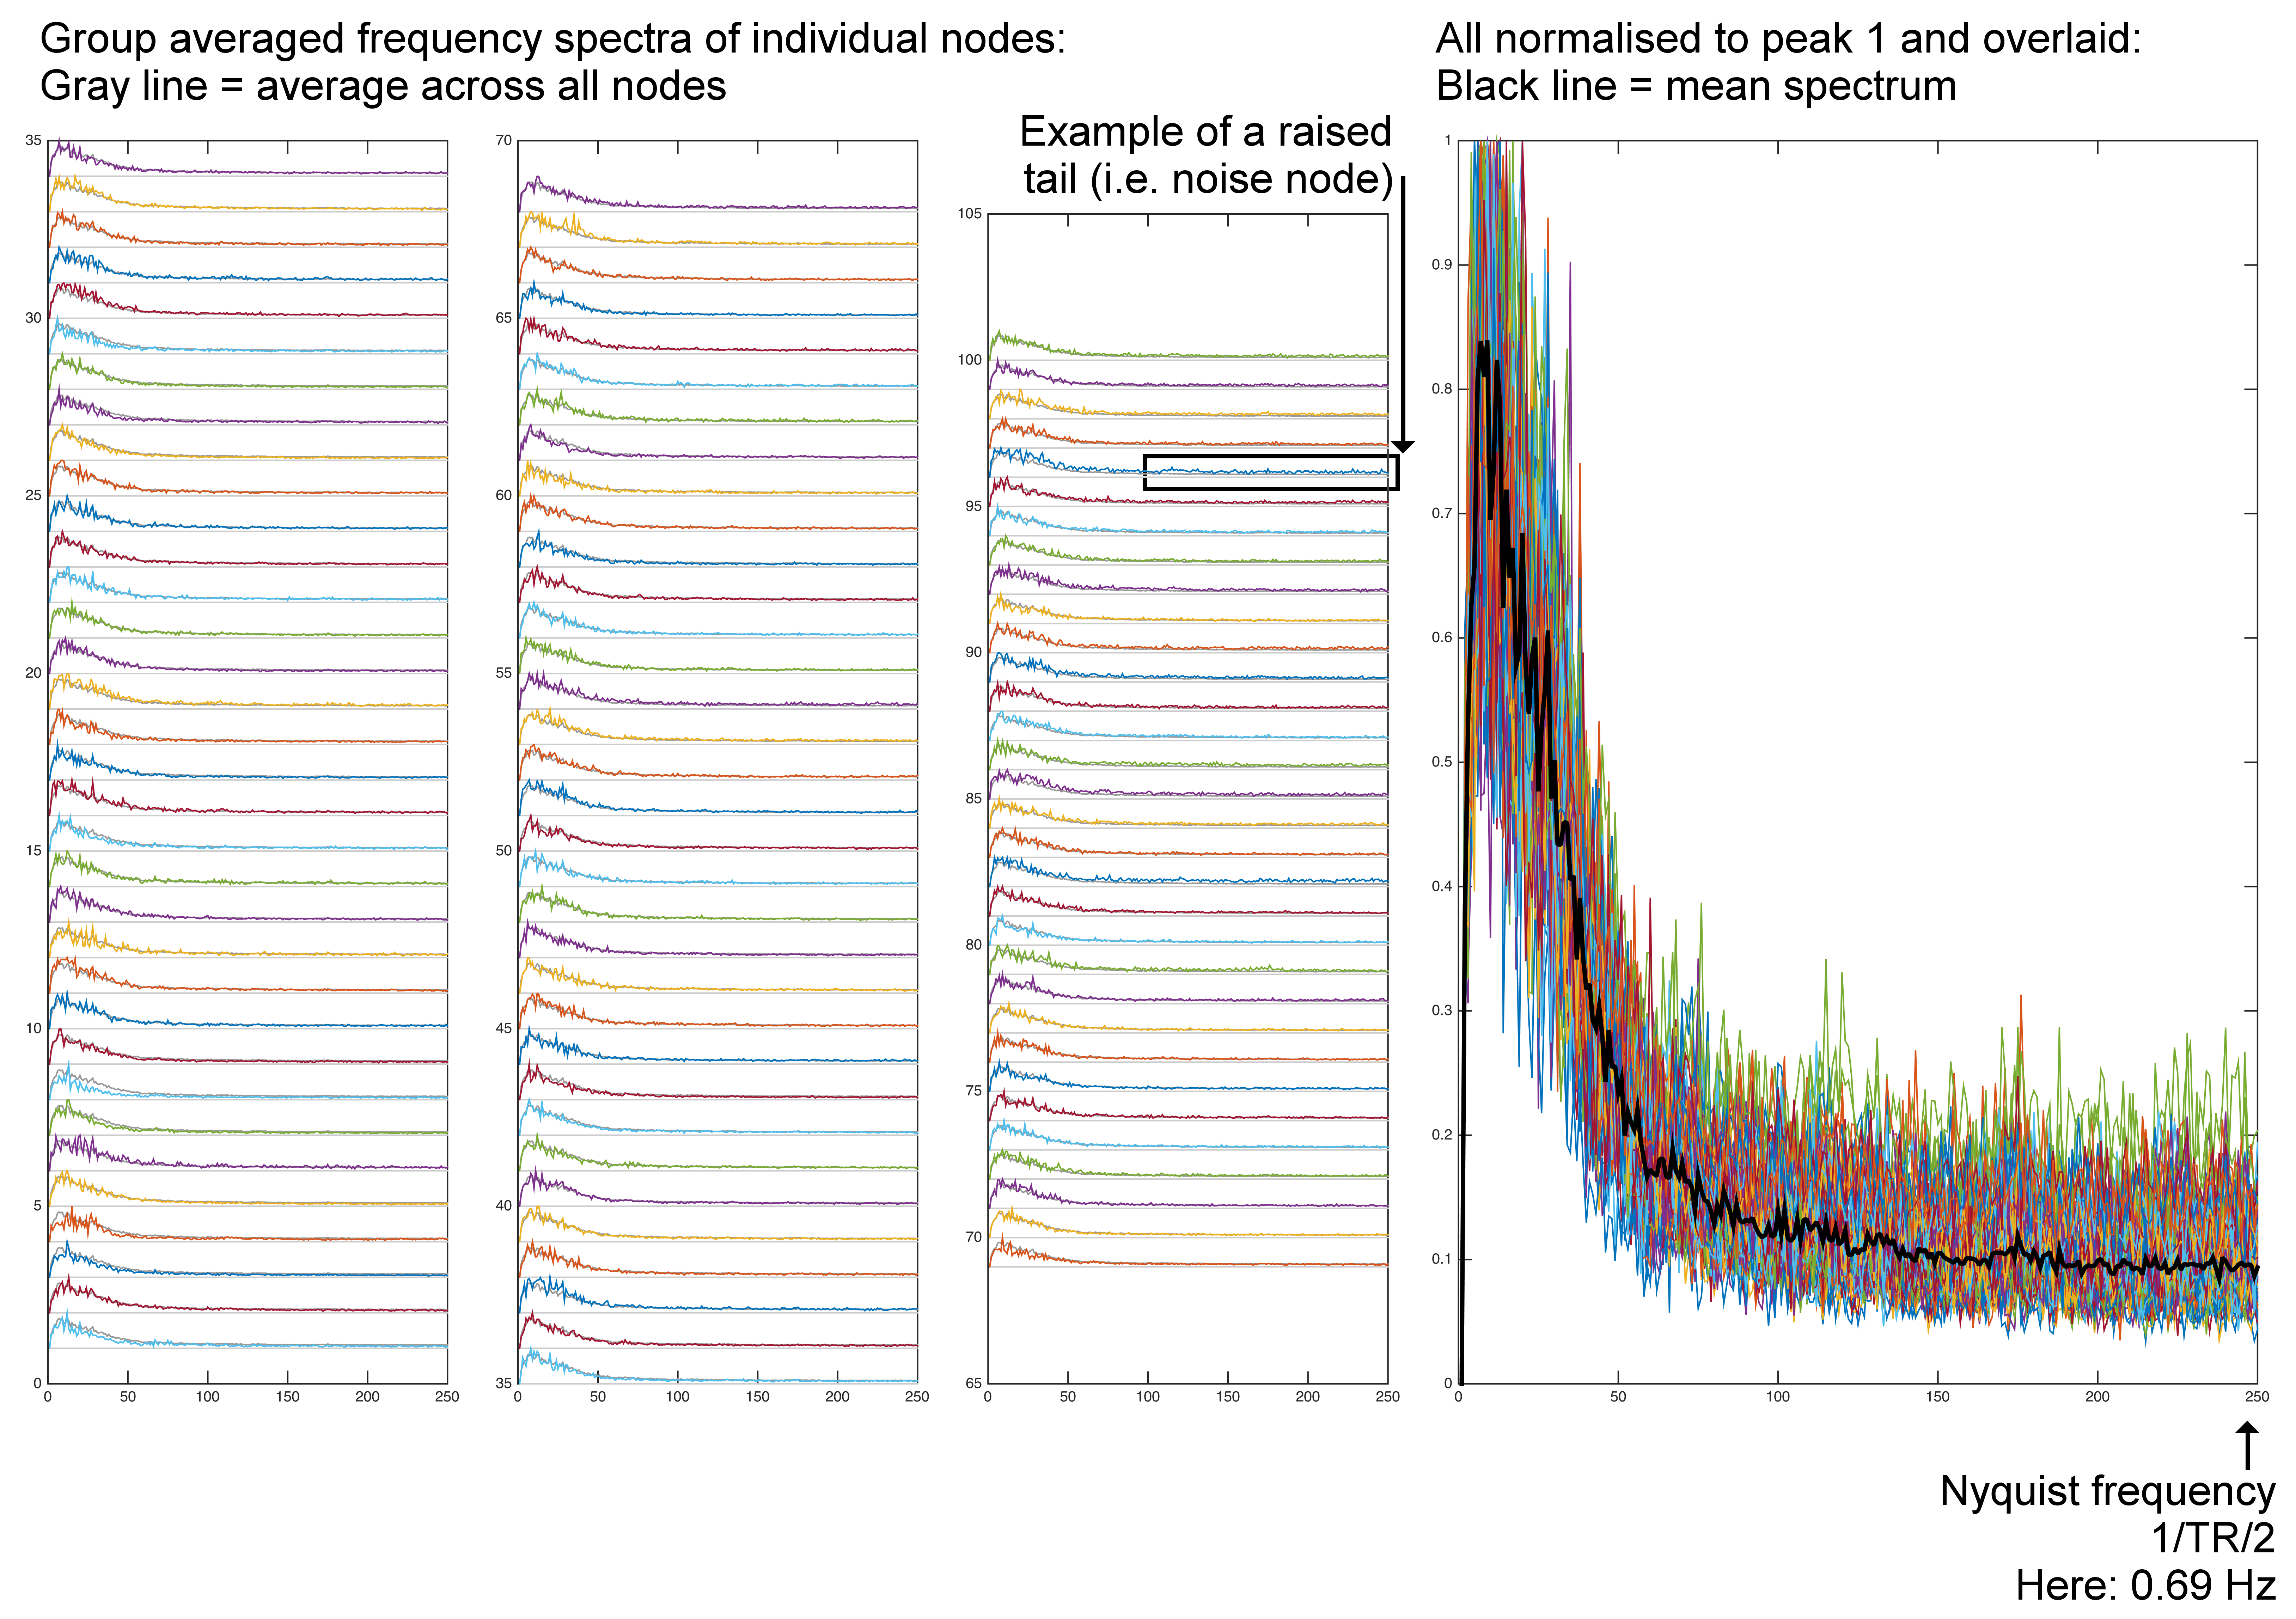 Group averaged frequency spectra of individual nodes:
Gray line = average across all nodes
All normalised to peak 1 and overlaid:
Black line = mean spectrum
Example of a raised
tail (i.e. noise node)
35
30
25
20
15
10
5
0
0 50 100 150 200 250
70
65
60
55
50
45
40
35
0 50 100 150 200 250
105
100
95
90
85
80
75
70
65
0 50 100 150 200 250
1
0.9
0.8
0.7
0.6
0.5
0.4
0.3
0.2
0.1
0
0 50 100 150 200 250
Nyquist frequency
1/TR/2
Here: 0.69 Hz